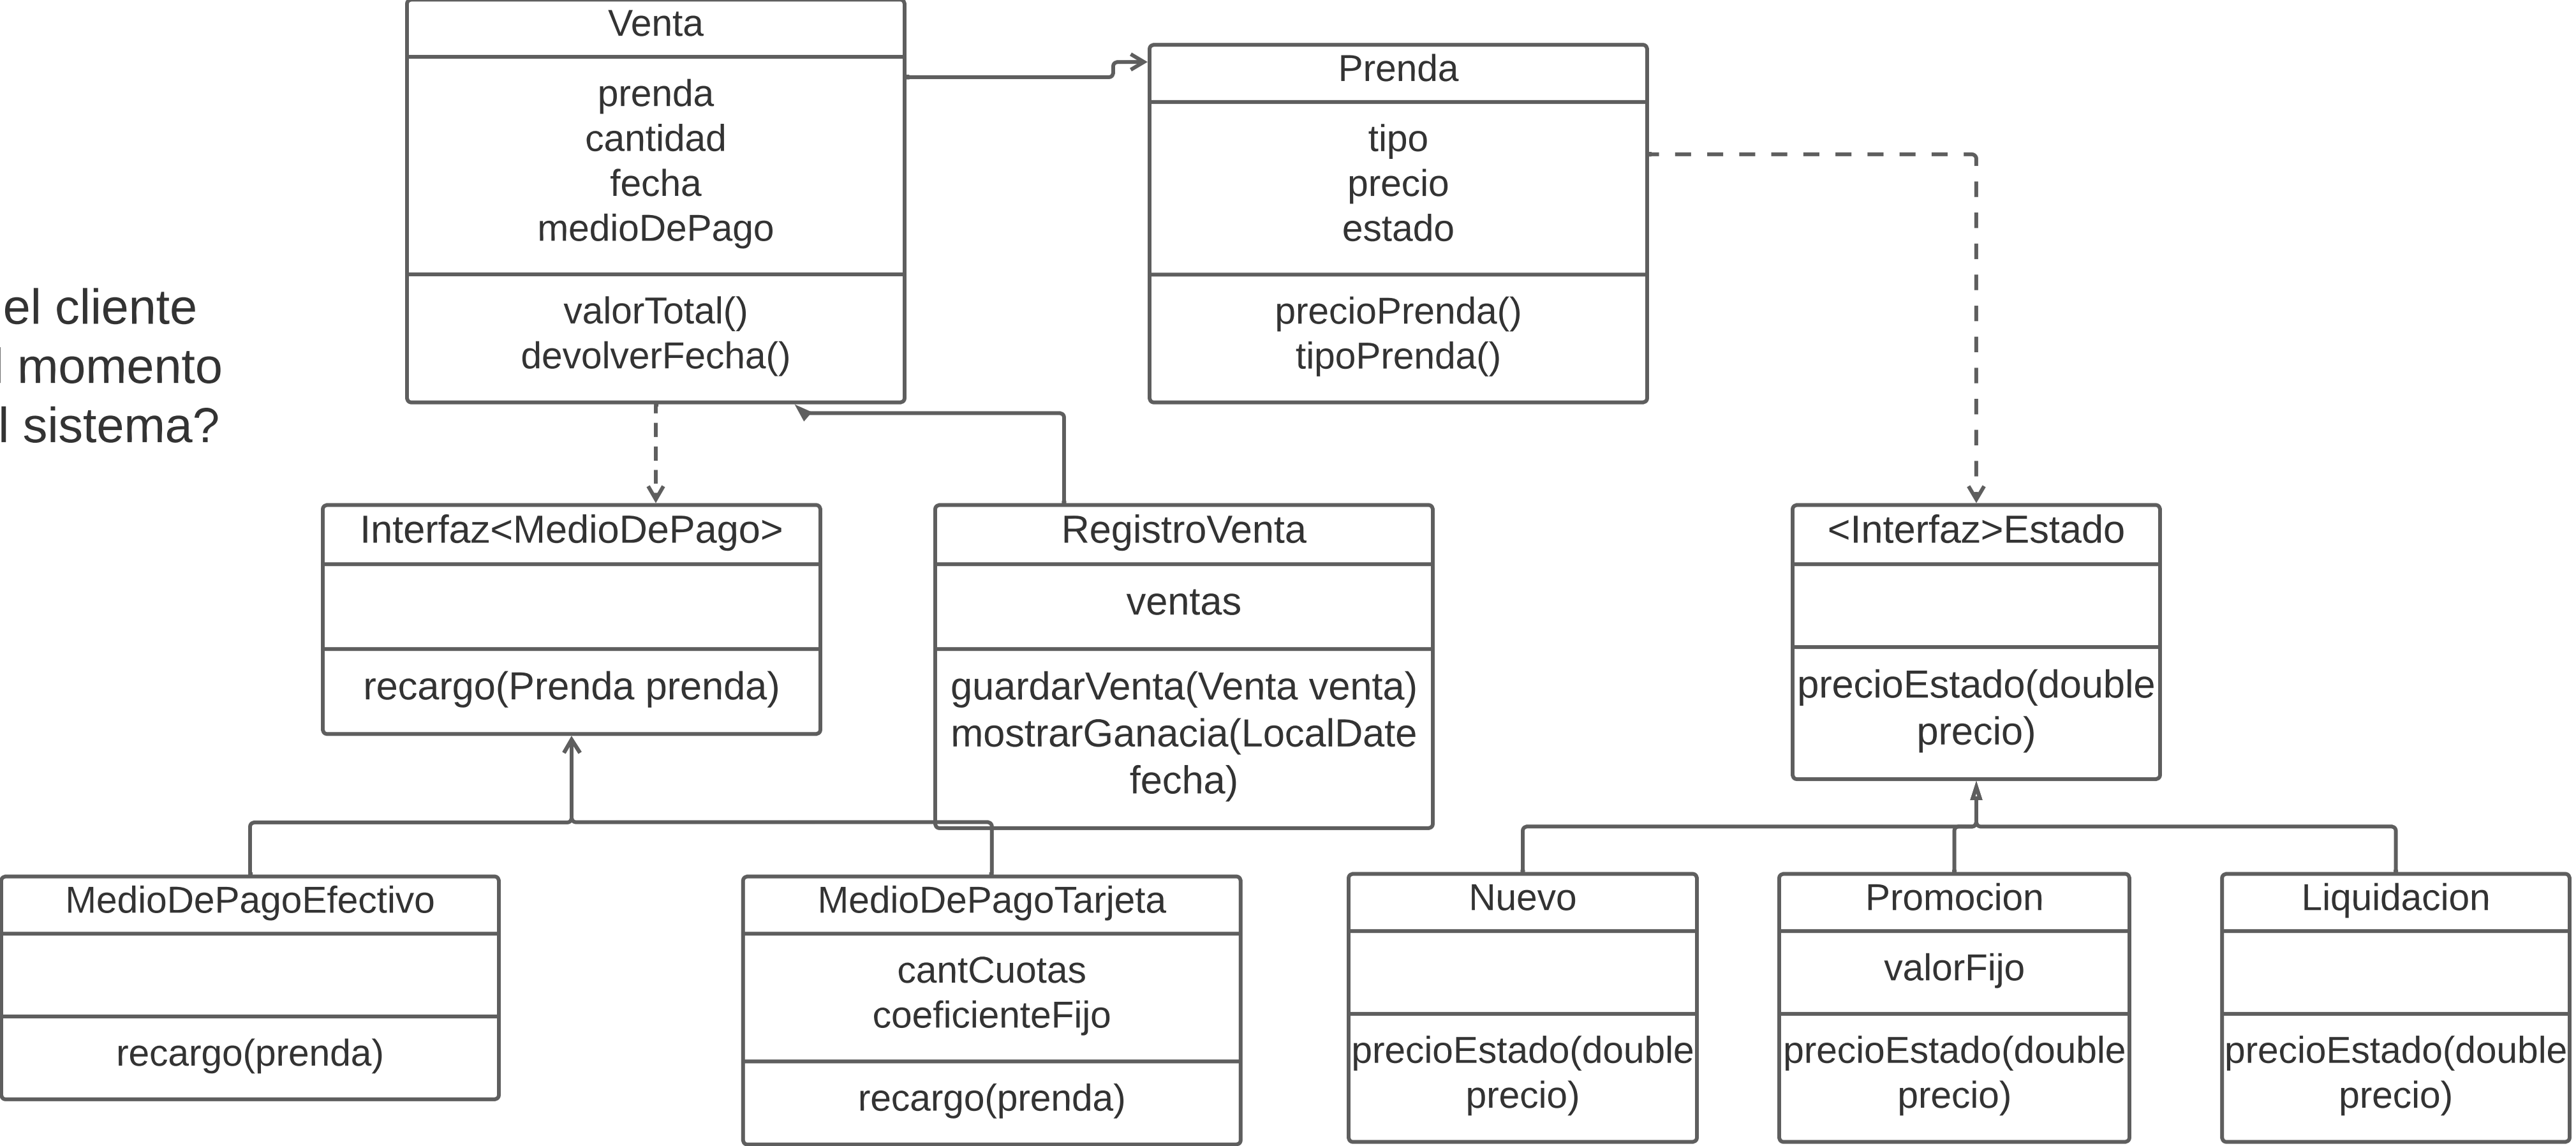 Venta
prenda
cantidad
fecha
medioDePago
valorTotal()
devolverFecha()
Prenda
tipo
precio
estado
precioPrenda()
tipoPrenda()
el cliente
momento
sistema?
Interfaz<MedioDePago>
recargo(Prenda prenda)
RegistroVenta
ventas
guardarVenta(Venta venta)
mostrarGanacia(LocalDate
fecha)
<Interfaz>Estado
precioEstado(double
precio)
MedioDePagoEfectivo
recargo(prenda)
MedioDePagoTarjeta
cantCuotas
coeficienteFijo
recargo(prenda)
Nuevo
precioEstado(double
precio)
Promocion
valorFijo
precioEstado(double
precio)
Liquidacion
precioEstado(double
precio)